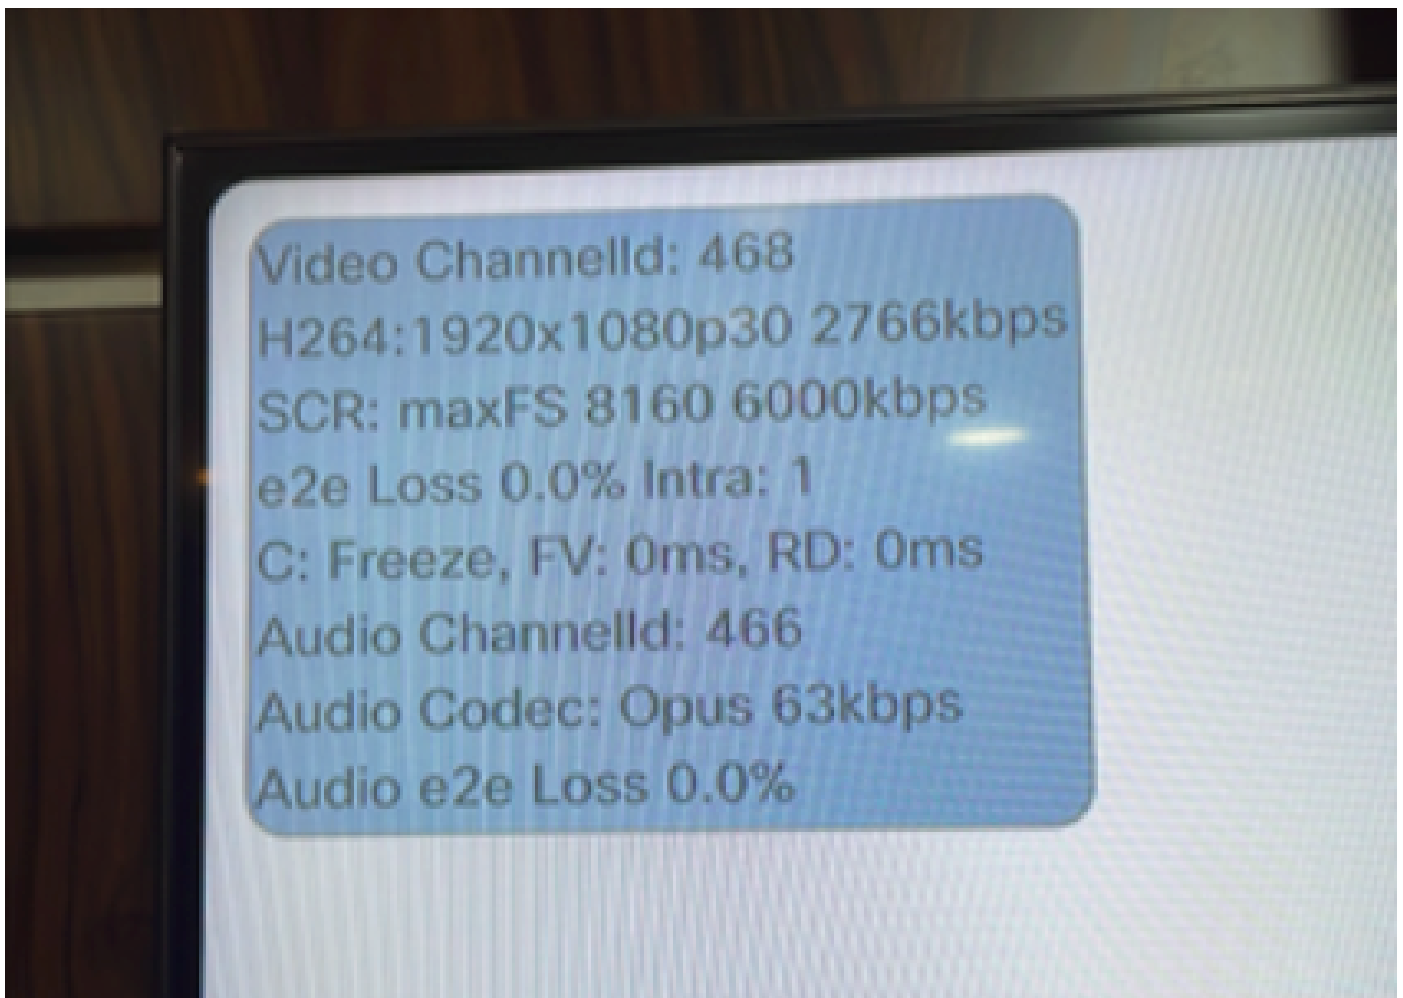 Video ChannelId: 468
H264:1920x1080p30 2766kbps
SCR: maxFS 8160 6000kbps
e2e Loss 0.0% Intra: 1
C: Freeze, FV: 0ms, RD: 0ms
Audio ChannelId: 466
Audio Codec: Opus 63kbps
Audio e2e Loss 0.0%